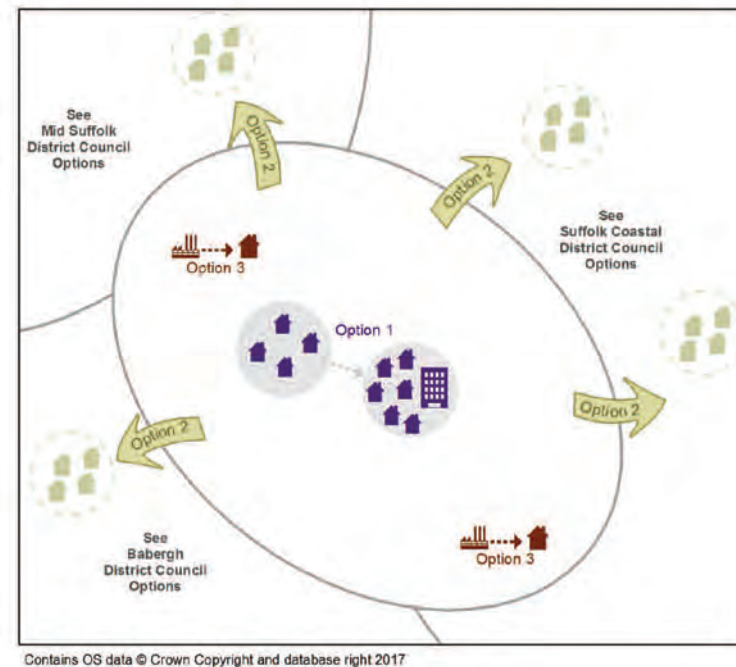 See
Mid Suffolk
District Council
Options
Option 2
Option 2
See
Suffolk Coastal
District Council
Options
Option 3
Option 1
Option 2
Option 2
See
Babergh
District Council
Options
Option 3
Contains OS data © Crown Copyright and database right 2017